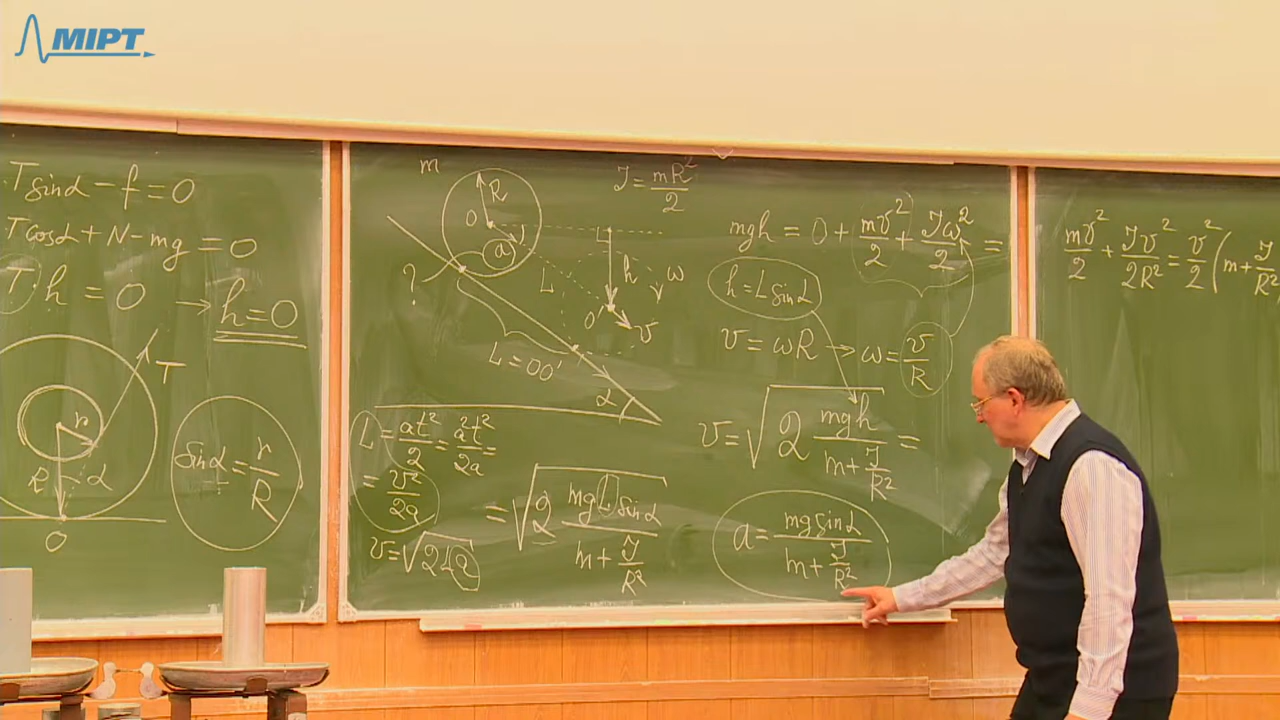 MIPT
T sinα − f = 0
T cosα + N − mg = 0
T · h = 0 → h = 0
T
r
R
α
O
sinα = r/R
m
R
O
a
?
L
L = OO'
α
J = mR²/2
h
ω
O'
v
L = at²/2 = a²t²/2a =
= v²/2a
v = √(2La)
= √(2 mgL sinα / (m + J/R²))
mgh = 0 + mv²/2 + Jω²/2 =
h = L sinα
v = ωR → ω = v/R
v = √(2 mgh / (m + J/R²)) =
a = mg sinα / (m + J/R²)
mv²/2 + Jv²/2R² = v²/2 (m + J/R²